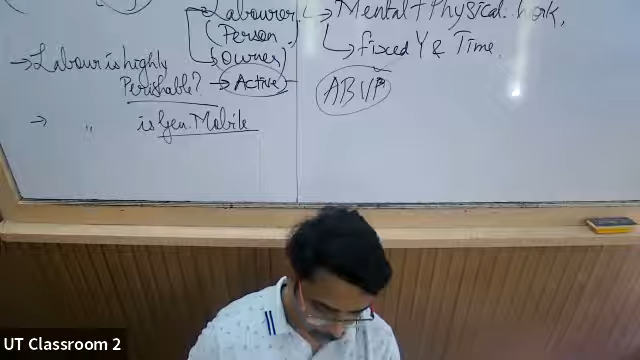 Labourer
(Person
Owner)
→ Labour is highly
Perishable? → Active
→ " is Gen. Mobile
→ Mental + Physical Work,
→ fixed Y & Time.
UT Classroom 2